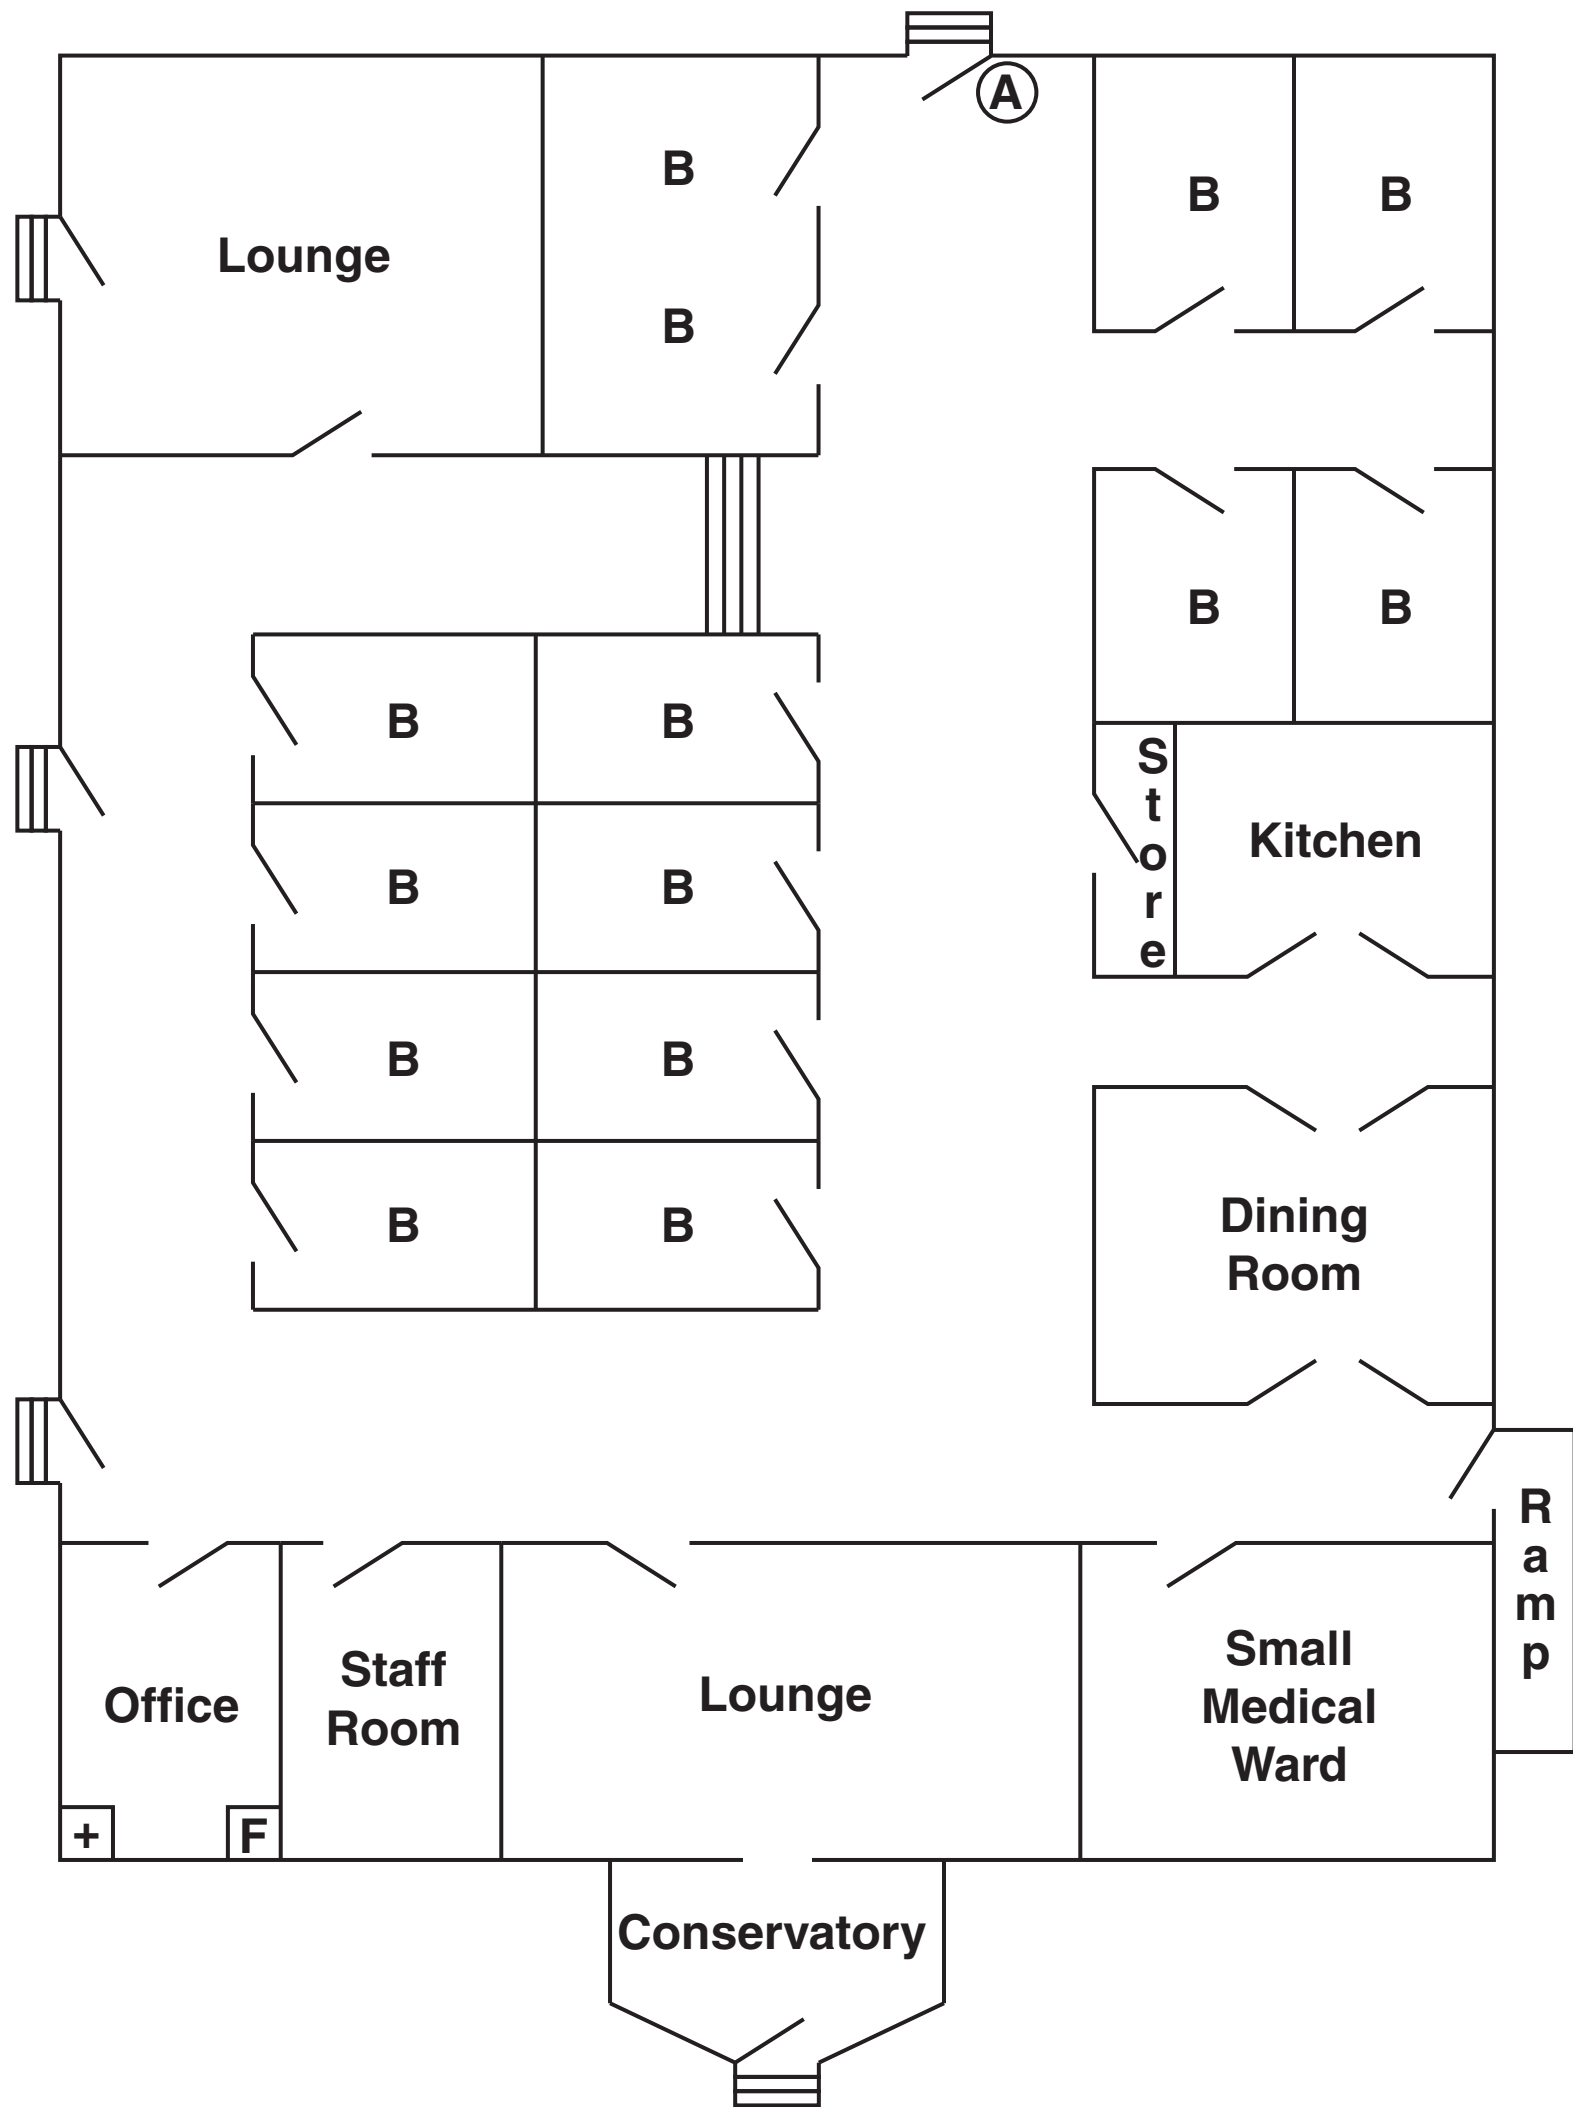 A
B
B
B
Lounge
B
B
B
B
B
Store
Kitchen
B
B
B
B
B
B
Dining
Room
Ramp
Small
Medical
Ward
Staff
Room
Lounge
Office
+
F
Conservatory